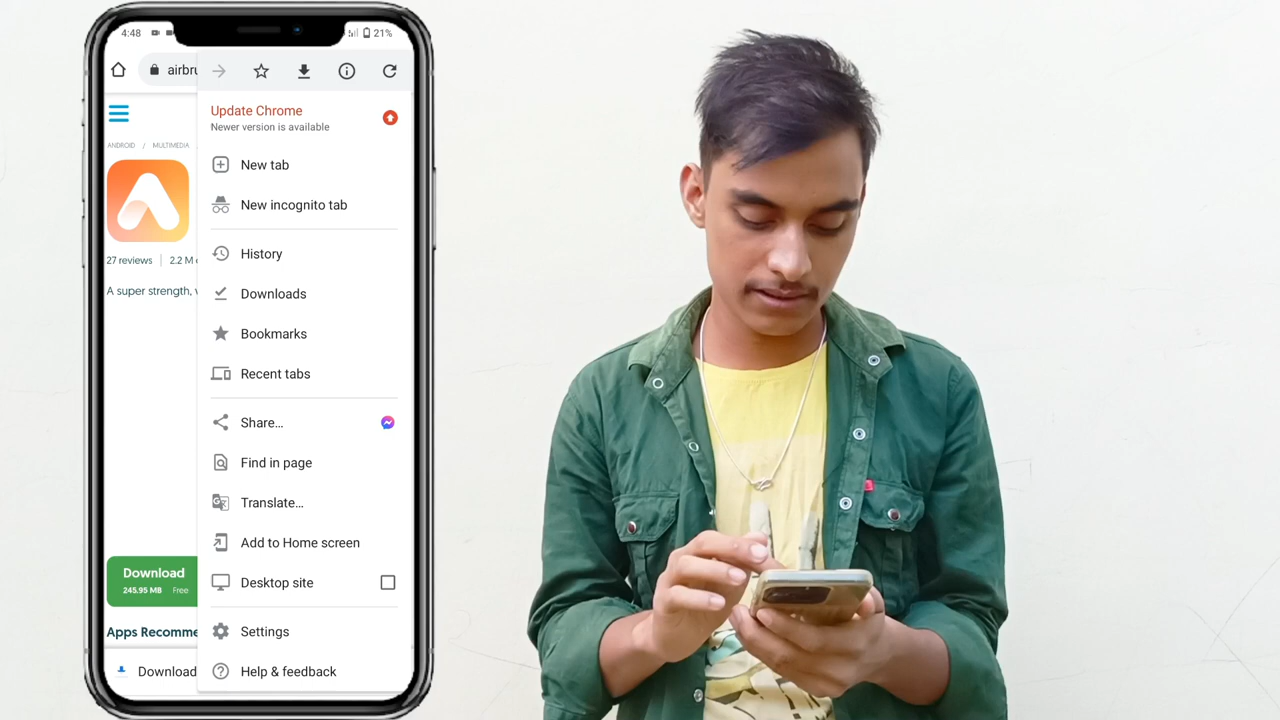 4:48
21%
airbru
Update Chrome
Newer version is available
ANDROID / MULTIMEDIA
New tab
New incognito tab
27 reviews
2.2 M
History
A super strength,
Downloads
Bookmarks
Recent tabs
Share...
Find in page
Translate...
Add to Home screen
Download
245.95 MB Free
Desktop site
Apps Recomme
Settings
Download
Help & feedback